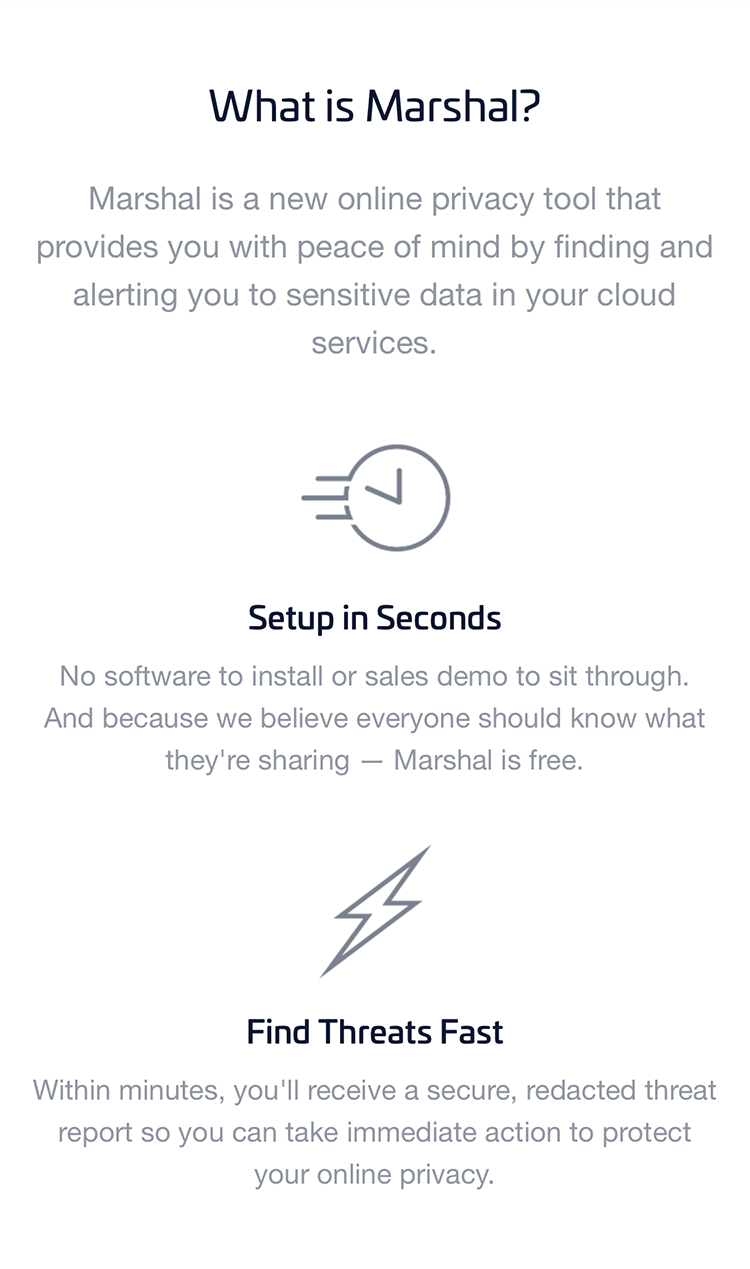 What is Marshal?
Marshal is a new online privacy tool that
provides you with peace of mind by finding and
alerting you to sensitive data in your cloud
services.
Setup in Seconds
No software to install or sales demo to sit through.
And because we believe everyone should know what
they're sharing — Marshal is free.
Find Threats Fast
Within minutes, you'll receive a secure, redacted threat
report so you can take immediate action to protect
your online privacy.